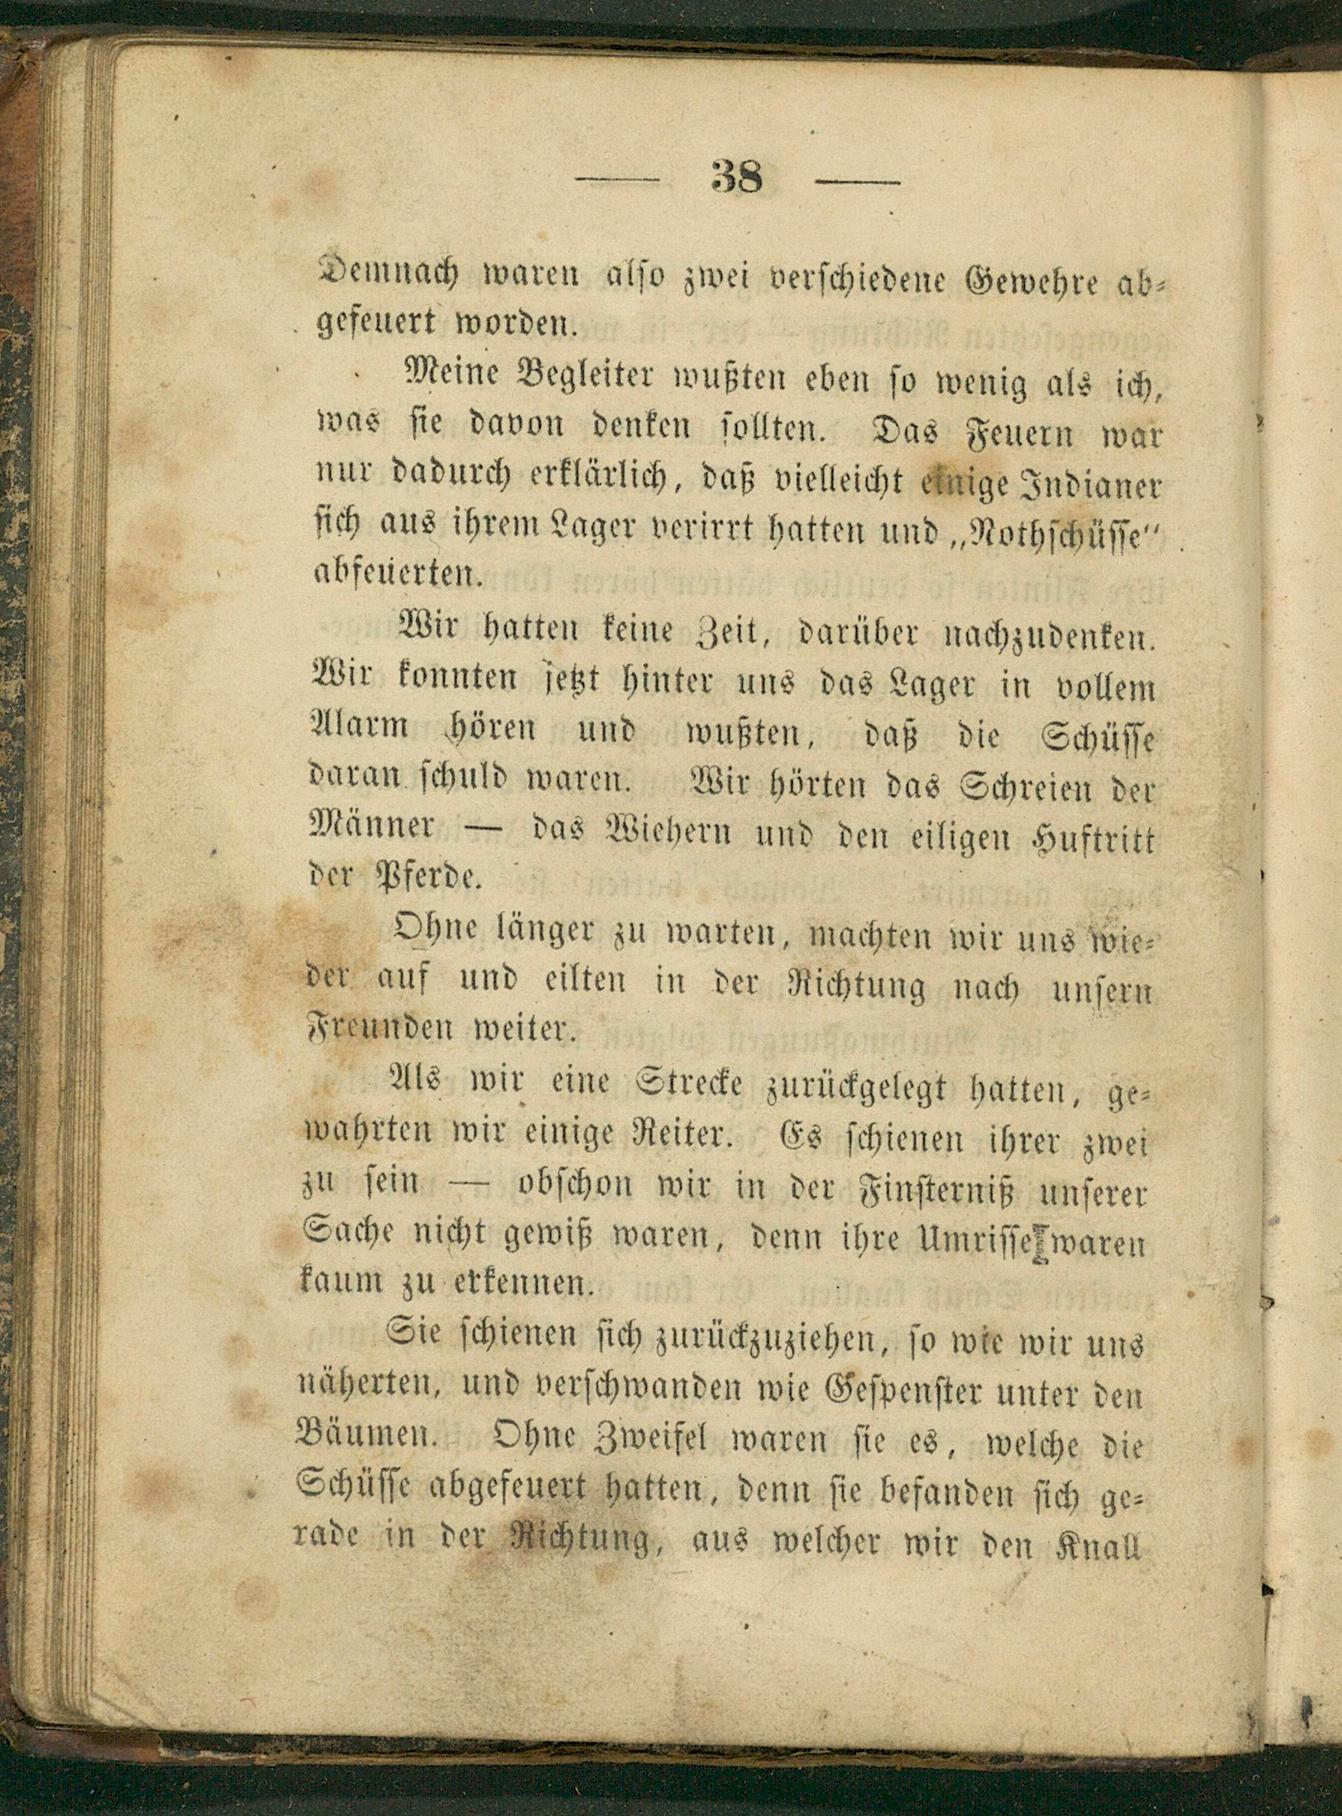 — 38 —
Demnach waren also zwei verschiedene Gewehre ab-
gefeuert worden.
Meine Begleiter wußten eben so wenig als ich,
was sie davon denken sollten. Das Feuern war
nur dadurch erklärlich, daß vielleicht einige Indianer
sich aus ihrem Lager verirrt hatten und „Nothschüsse“
abfeuerten.
Wir hatten keine Zeit, darüber nachzudenken.
Wir konnten jetzt hinter uns das Lager in vollem
Alarm hören und wußten, daß die Schüsse
daran schuld waren. Wir hörten das Schreien der
Männer — das Wiehern und den eiligen Huftritt
der Pferde.
Ohne länger zu warten, machten wir uns wie-
der auf und eilten in der Richtung nach unsern
Freunden weiter.
Als wir eine Strecke zurückgelegt hatten, ge-
wahrten wir einige Reiter. Es schienen ihrer zwei
zu sein — obschon wir in der Finsterniß unserer
Sache nicht gewiß waren, denn ihre Umrisse waren
kaum zu erkennen.
Sie schienen sich zurückzuziehen, so wie wir uns
näherten, und verschwanden wie Gespenster unter den
Bäumen. Ohne Zweifel waren sie es, welche die
Schüsse abgefeuert hatten, denn sie befanden sich ge-
rade in der Richtung, aus welcher wir den Knall